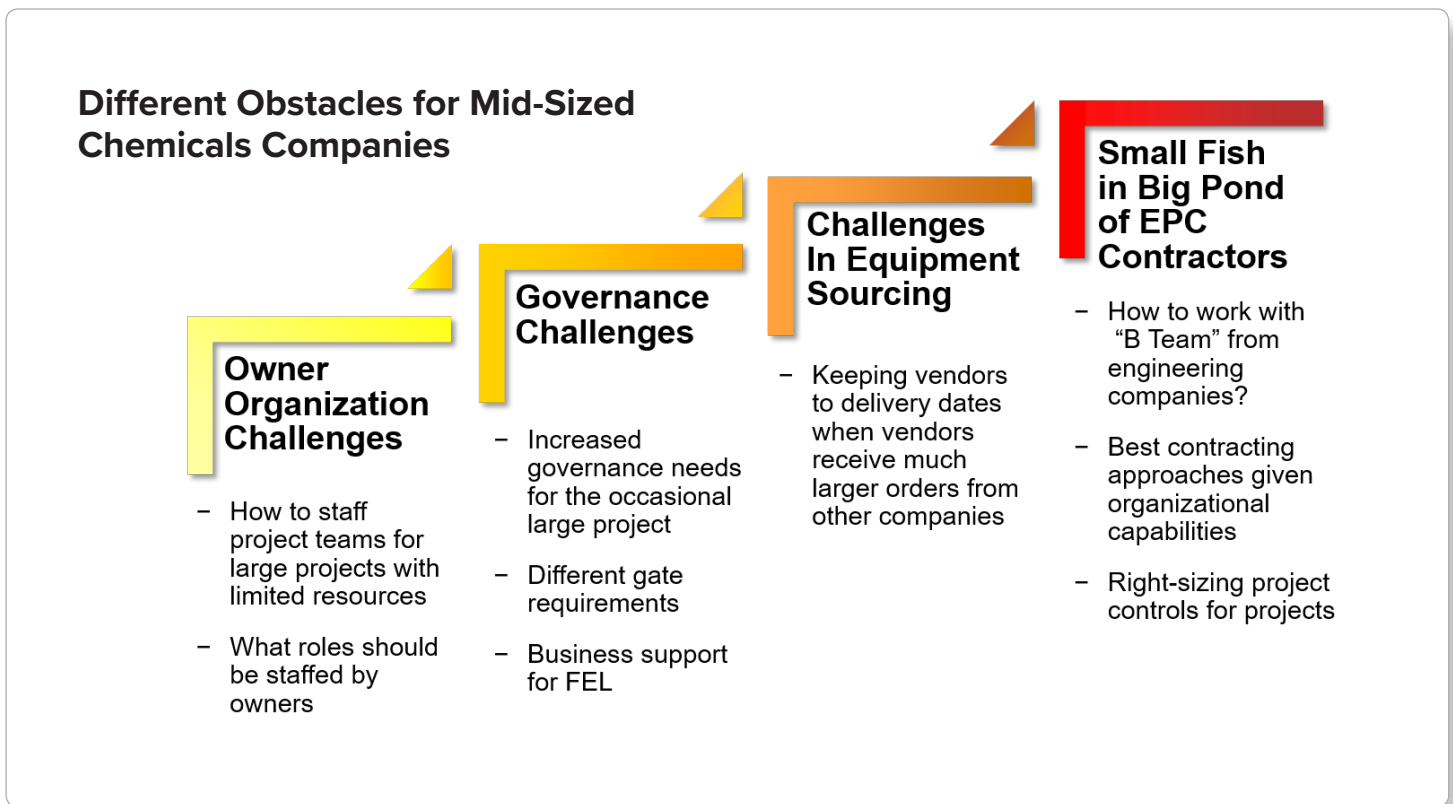 Different Obstacles for Mid-Sized
Chemicals Companies
Owner
Organization
Challenges
– How to staff
project teams for
large projects with
limited resources
– What roles should
be staffed by
owners
Governance
Challenges
– Increased
governance needs
for the occasional
large project
– Different gate
requirements
– Business support
for FEL
Challenges
In Equipment
Sourcing
– Keeping vendors
to delivery dates
when vendors
receive much
larger orders from
other companies
Small Fish
in Big Pond
of EPC
Contractors
– How to work with
“B Team” from
engineering
companies?
– Best contracting
approaches given
organizational
capabilities
– Right-sizing project
controls for projects